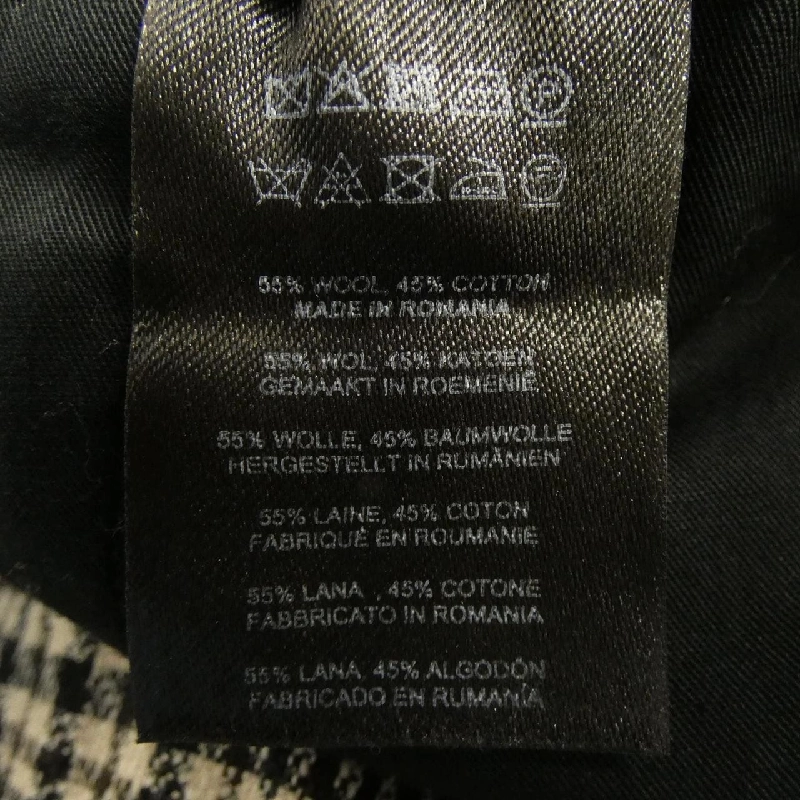 55% WOOL, 45% COTTON
MADE IN ROMANIA
55% WOL, 45% KATOEN
GEMAAKT IN ROEMENIË
55% WOLLE, 45% BAUMWOLLE
HERGESTELLT IN RUMÄNIEN
55% LAINE, 45% COTON
FABRIQUÉ EN ROUMANIE
55% LANA , 45% COTONE
FABBRICATO IN ROMANIA
55% LANA, 45% ALGODÓN
FABRICADO EN RUMANÍA